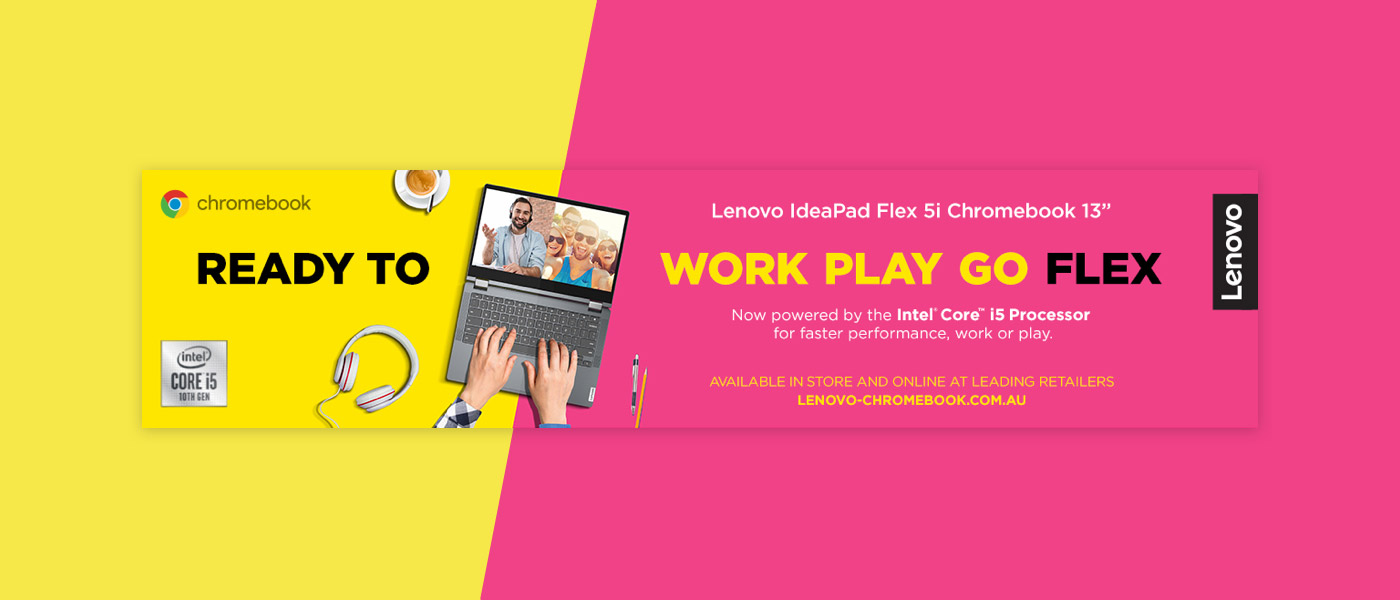 chromebook
READY TO
intel
CORE i5
10TH GEN
Lenovo IdeaPad Flex 5i Chromebook 13”
WORK PLAY GO FLEX
Now powered by the Intel® Core™ i5 Processor
for faster performance, work or play.
AVAILABLE IN STORE AND ONLINE AT LEADING RETAILERS
LENOVO-CHROMEBOOK.COM.AU
Lenovo